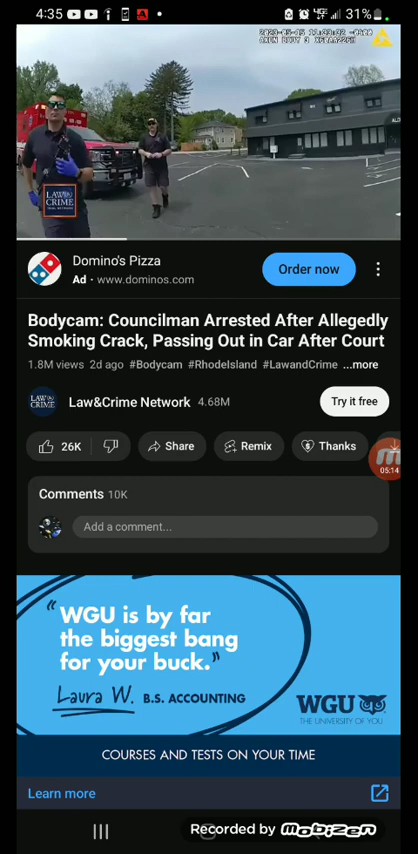 4:35
31%
LAW&
CRIME
Domino's Pizza
Ad · www.dominos.com
Order now
Bodycam: Councilman Arrested After Allegedly
Smoking Crack, Passing Out in Car After Court
1.8M views 2d ago #Bodycam #RhodeIsland #LawandCrime ...more
LAW&
CRIME
Law&Crime Network 4.68M
Try it free
26K
Share
Remix
Thanks
05:14
Comments 10K
Add a comment...
"WGU is by far
the biggest bang
for your buck."
Laura W. B.S. ACCOUNTING
WGU
THE UNIVERSITY OF YOU
COURSES AND TESTS ON YOUR TIME
Learn more
Recorded by mobizen